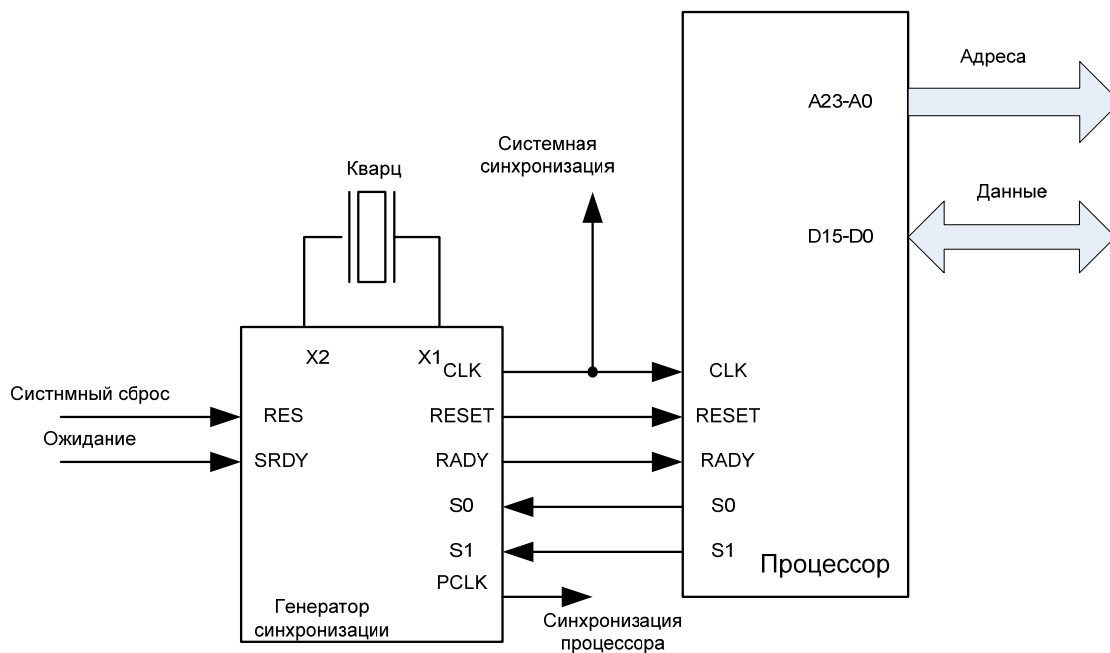 Адреса
A23-A0
Системная
синхронизация
Кварц
Данные
D15-D0
X2
X1
CLK
CLK
Систнмный сброс
RES
RESET
RESET
Ожидание
SRDY
RADY
RADY
S0
S0
S1
S1
Процессор
PCLK
Генератор
синхронизации
Синхронизация
процессора